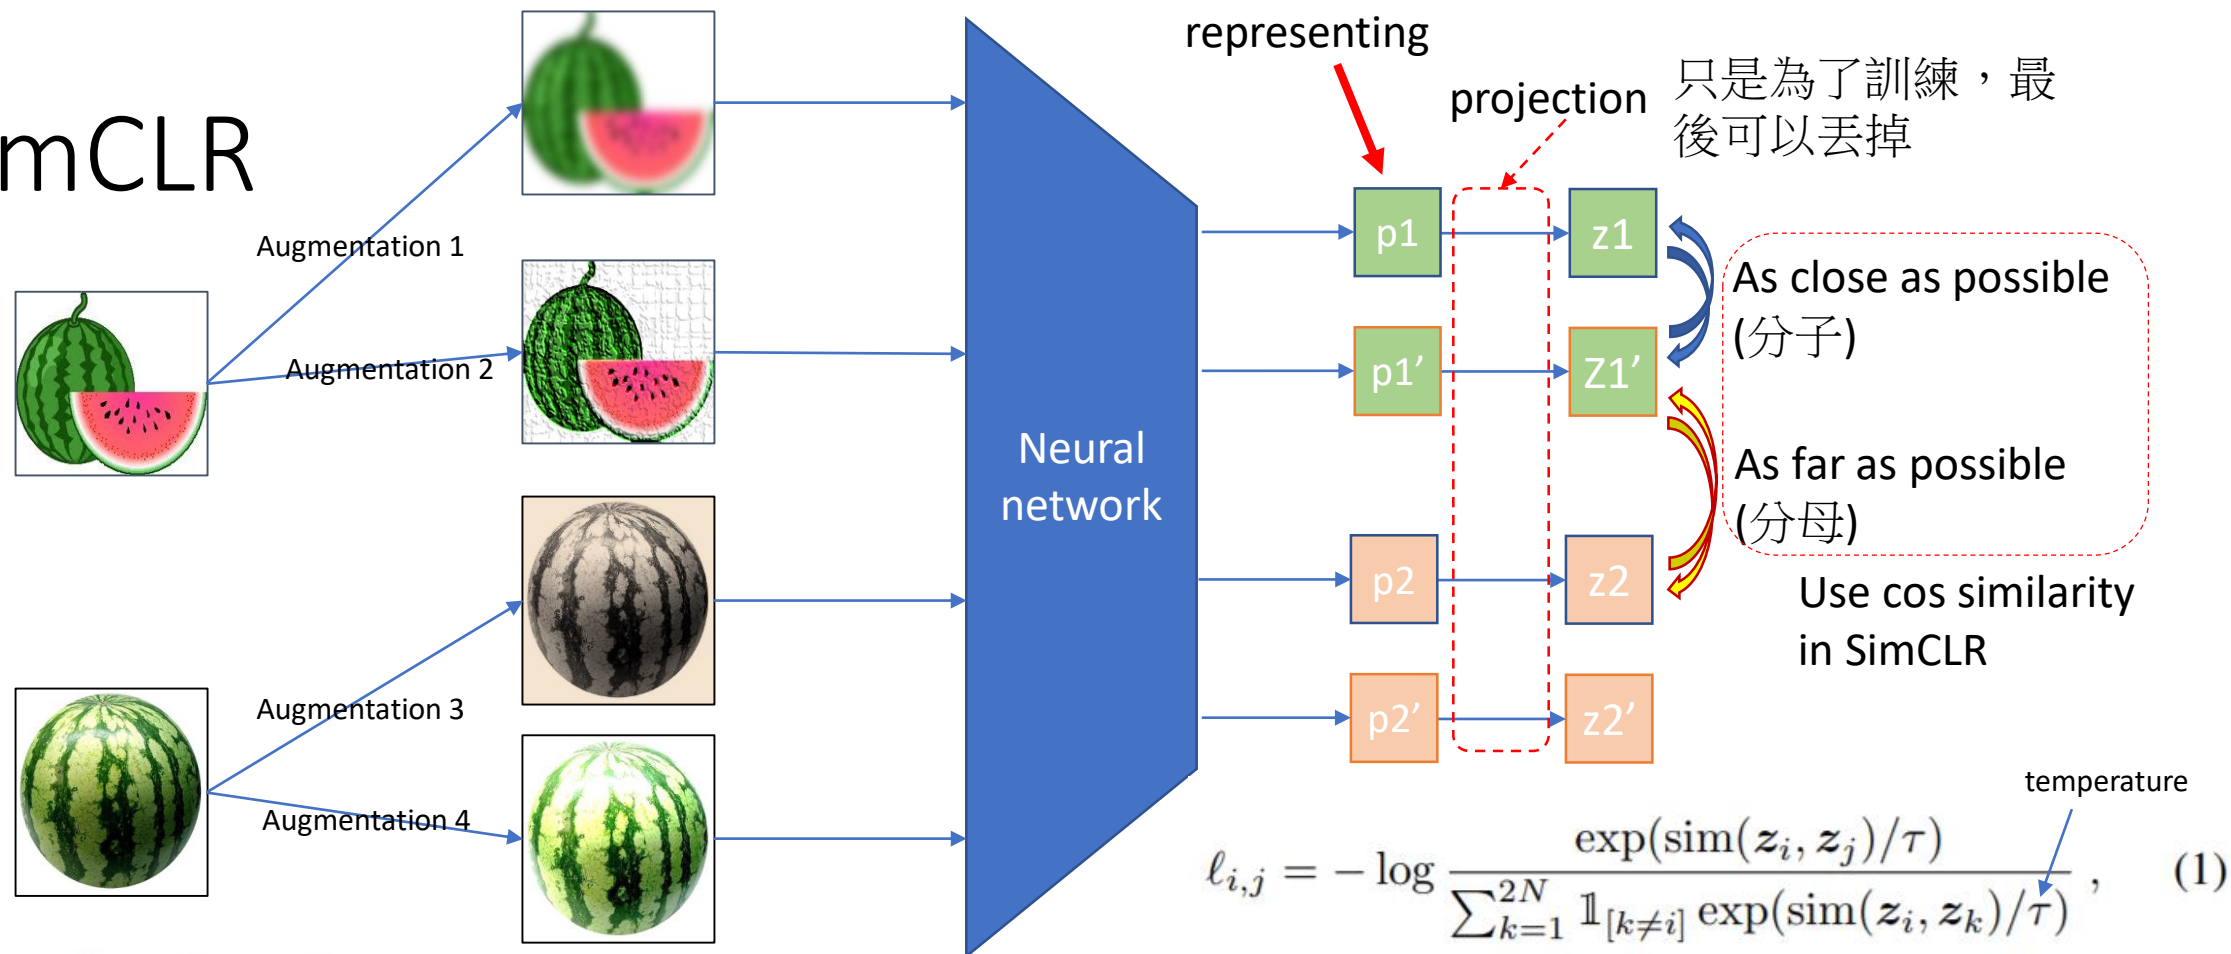 mCLR
representing
projection
只是為了訓練，最
後可以丟掉
Augmentation 1
Augmentation 2
Augmentation 3
Augmentation 4
Neural
network
p1
z1
p1’
Z1’
p2
z2
p2’
z2’
As close as possible
(分子)
As far as possible
(分母)
Use cos similarity
in SimCLR
temperature
ℓ_{i,j} = − log \frac{exp(sim(z_i, z_j)/τ)}{∑_{k=1}^{2N} 𝟙_{[k≠i]} exp(sim(z_i, z_k)/τ)} , (1)